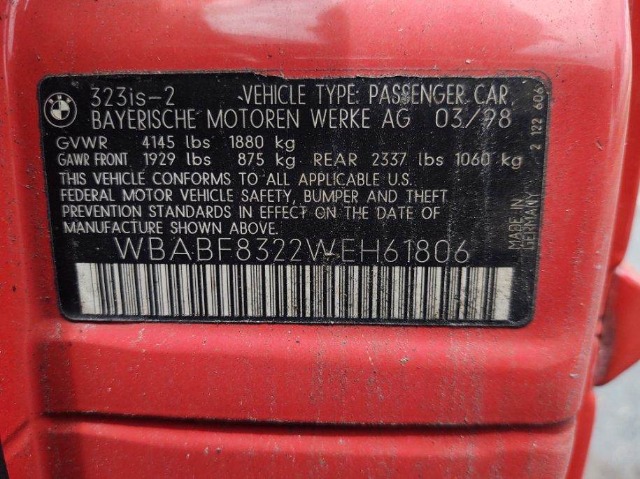 BMW
323is-2 VEHICLE TYPE: PASSENGER CAR
BAYERISCHE MOTOREN WERKE AG 03/98
GVWR 4145 lbs 1880 kg
GAWR FRONT 1929 lbs 875 kg REAR 2337 lbs 1060 kg
THIS VEHICLE CONFORMS TO ALL APPLICABLE U.S.
FEDERAL MOTOR VEHICLE SAFETY, BUMPER AND THEFT
PREVENTION STANDARDS IN EFFECT ON THE DATE OF
MANUFACTURE SHOWN ABOVE.
WBABF8322WEH61806
MADE IN
GERMANY
2 122 606